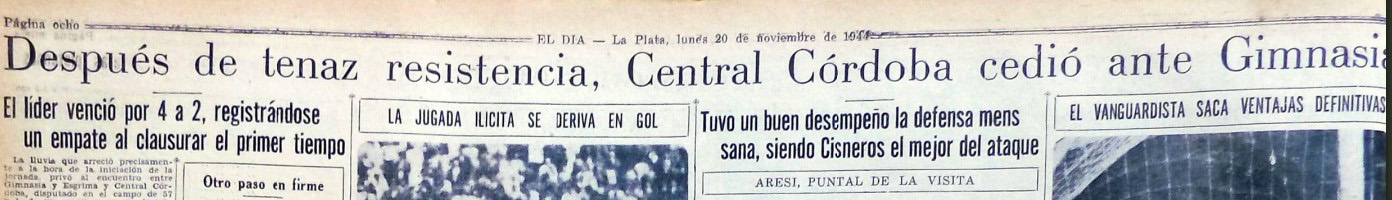 Página ocho
EL DIA — La Plata, lunes 20 de noviembre de 1944
Después de tenaz resistencia, Central Córdoba cedió ante Gimnasia
El líder venció por 4 a 2, registrándose
un empate al clausurar el primer tiempo
La lluvia que arreció precisamen-
te a la hora de la iniciación de la
jornada, privó al encuentro entre
Gimnasia y Esgrima y Central Cór-
doba, disputado en el campo de 57
Otro paso en firme
LA JUGADA ILICITA SE DERIVA EN GOL
Tuvo un buen desempeño la defensa mens
sana, siendo Cisneros el mejor del ataque
ARESI, PUNTAL DE LA VISITA
EL VANGUARDISTA SACA VENTAJAS DEFINITIVAS